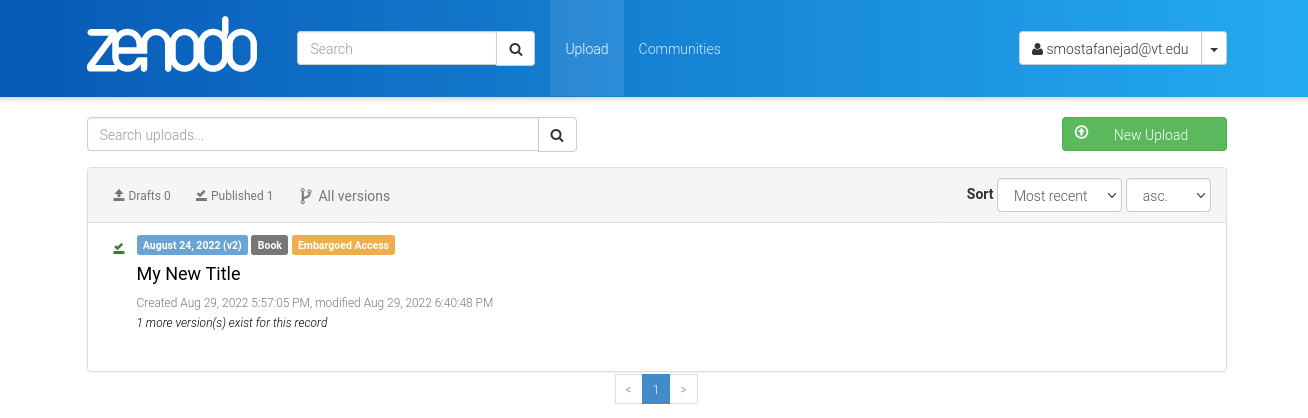 zenodo
Search
Upload
Communities
smostafanejad@vt.edu
Search uploads...
New Upload
Drafts 0
Published 1
All versions
Sort
Most recent
asc.
August 24, 2022 (v2)
Book
Embargoed Access
My New Title
Created Aug 29, 2022 5:57:05 PM, modified Aug 29, 2022 6:40:48 PM
1 more version(s) exist for this record
< 1 >